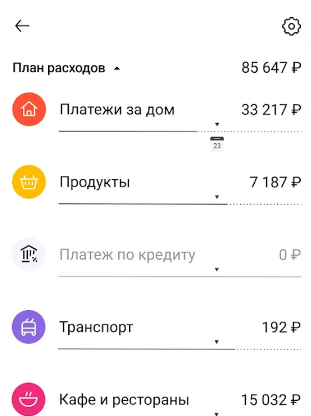 План расходов 85 647 ₽
Платежи за дом 33 217 ₽
23
Продукты 7 187 ₽
Платеж по кредиту 0 ₽
Транспорт 192 ₽
Кафе и рестораны 15 032 ₽